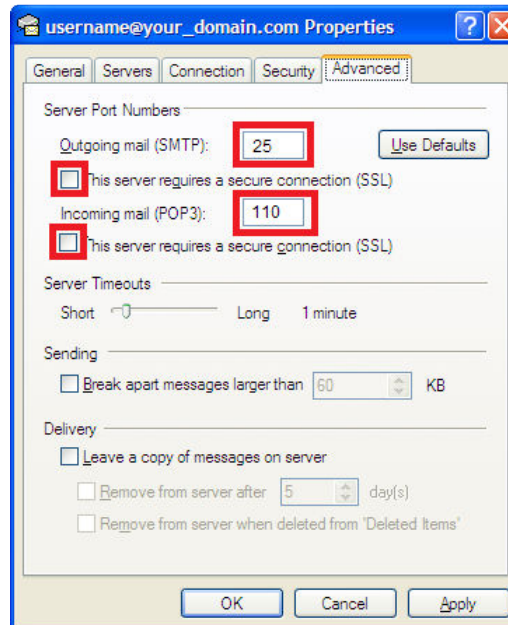 username@your_domain.com Properties
General Servers Connection Security Advanced
Server Port Numbers
Outgoing mail (SMTP): 25 Use Defaults
This server requires a secure connection (SSL)
Incoming mail (POP3): 110
This server requires a secure connection (SSL)
Server Timeouts
Short Long 1 minute
Sending
Break apart messages larger than 60 KB
Delivery
Leave a copy of messages on server
Remove from server after 5 day(s)
Remove from server when deleted from 'Deleted Items'
OK Cancel Apply